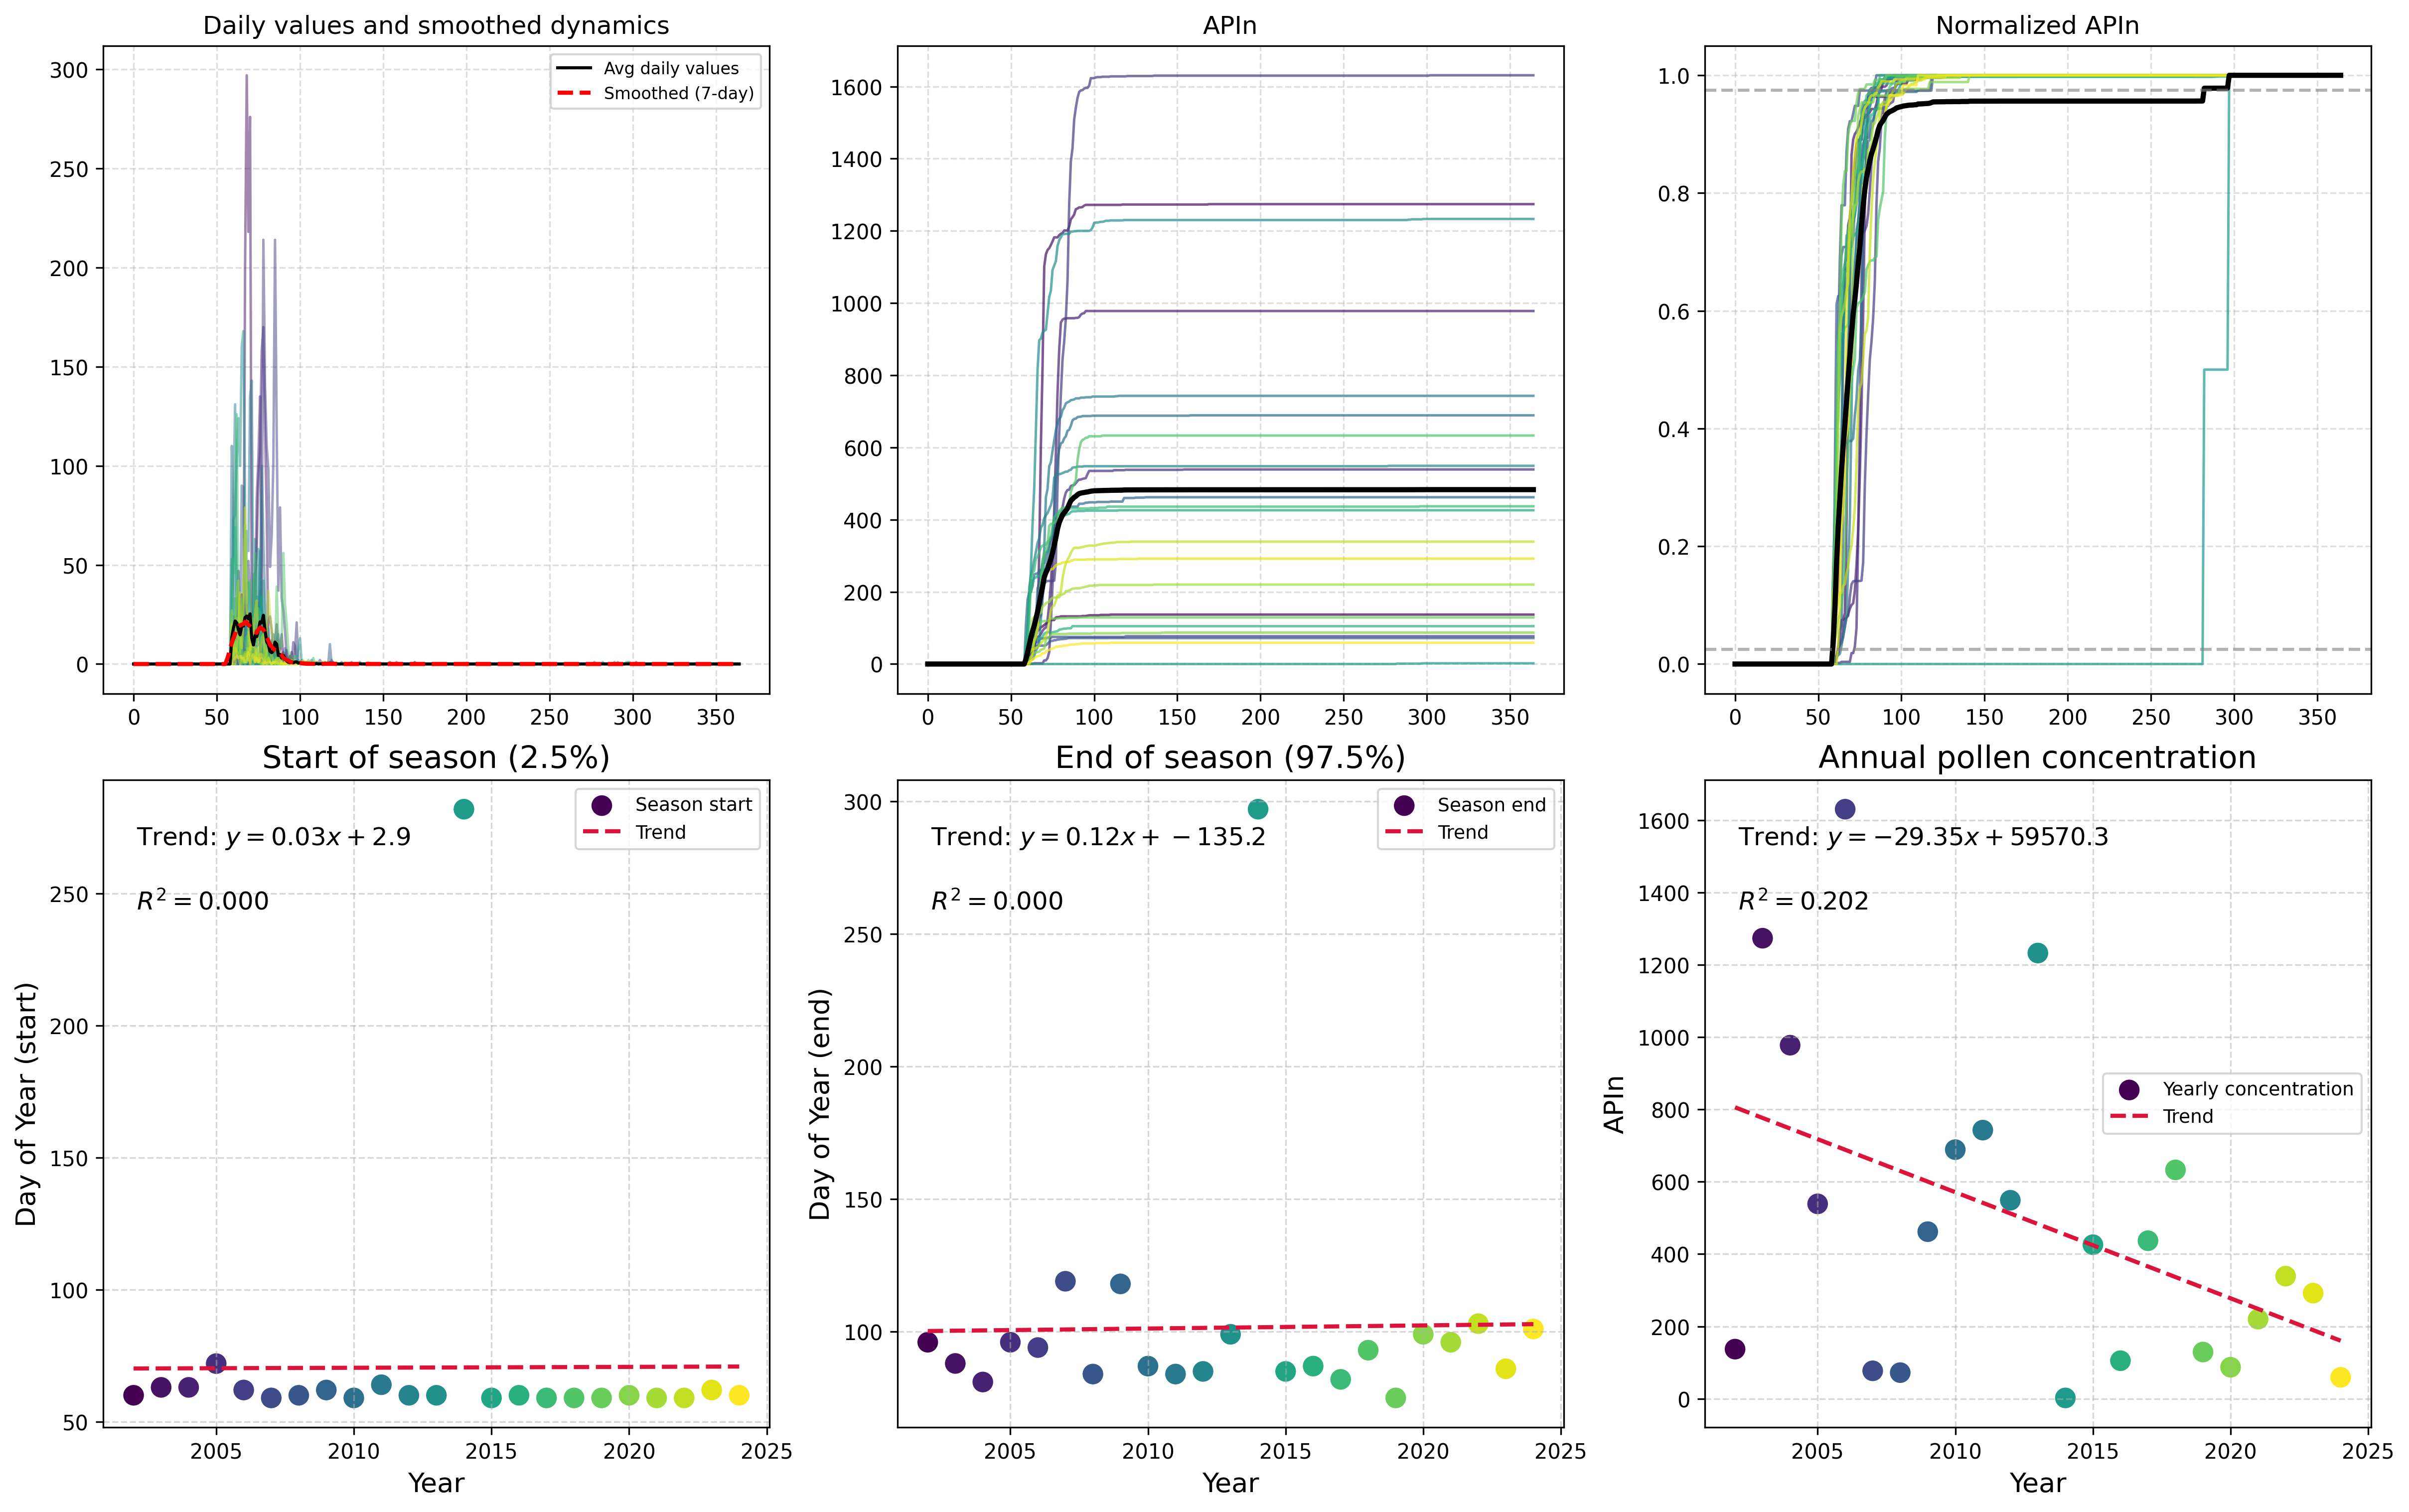 Daily values and smoothed dynamics
300
250
200
150
100
50
0
0 50 100 150 200 250 300 350
Avg daily values
Smoothed (7-day)
APIn
1600
1400
1200
1000
800
600
400
200
0
0 50 100 150 200 250 300 350
Normalized APIn
1.0
0.8
0.6
0.4
0.2
0.0
0 50 100 150 200 250 300 350
Start of season (2.5%)
Trend: y = 0.03x + 2.9
R² = 0.000
Season start
Trend
Day of Year (start)
250
200
150
100
50
2005 2010 2015 2020 2025
Year
End of season (97.5%)
Trend: y = 0.12x + −135.2
R² = 0.000
Season end
Trend
Day of Year (end)
300
250
200
150
100
2005 2010 2015 2020 2025
Year
Annual pollen concentration
Trend: y = −29.35x + 59570.3
R² = 0.202
Yearly concentration
Trend
APIn
1600
1400
1200
1000
800
600
400
200
0
2005 2010 2015 2020 2025
Year